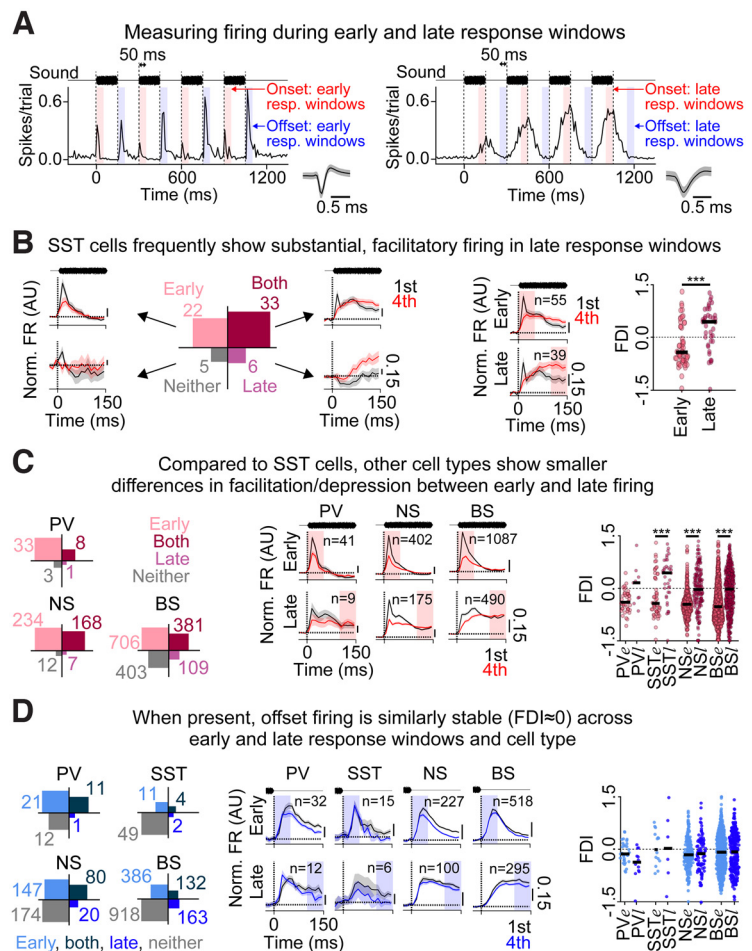 A
Measuring firing during early and late response windows
50 ms
Sound
Onset: early
resp. windows
Offset: early
resp. windows
Spikes/trial
0.6
0.0
0
600
1200
Time (ms)
0.5 ms
50 ms
Sound
Onset: late
resp. windows
Offset: late
resp. windows
Spikes/trial
0.6
0.0
0
600
1200
Time (ms)
0.5 ms
B
SST cells frequently show substantial, facilitatory firing in late response windows
Norm. FR (AU)
0
150
Time (ms)
Early
22
Both
33
5
Neither
6
Late
1st
4th
0.15
0
150
Time (ms)
Norm. FR (AU)
Early
Late
n=55
n=39
1st
4th
0.15
0
150
Time (ms)
FDI
1.5
0.0
-1.5
***
Early
Late
C
Compared to SST cells, other cell types show smaller
differences in facilitation/depression between early and late firing
PV
33
8
3
1
Early
Both
Late
Neither
NS
234
168
12
7
BS
706
381
403
109
PV
NS
BS
Norm. FR (AU)
Early
Late
n=41
n=402
n=1087
n=9
n=175
n=490
0.15
0
150
Time (ms)
1st
4th
FDI
1.5
0.0
-1.5
***
***
***
PVe
PVl
SSTe
SSTl
NSe
NSl
BSe
BSl
D
When present, offset firing is similarly stable (FDI≈0) across
early and late response windows and cell type
PV
21
11
12
1
SST
11
4
49
2
NS
147
80
174
20
BS
386
132
918
163
Early, both, late, neither
PV
SST
NS
BS
Norm. FR (AU)
Early
Late
n=32
n=15
n=227
n=518
n=12
n=6
n=100
n=295
0.15
0
150
Time (ms)
1st
4th
FDI
1.5
0.0
-1.5
PVe
PVl
SSTe
SSTl
NSe
NSl
BSe
BSl